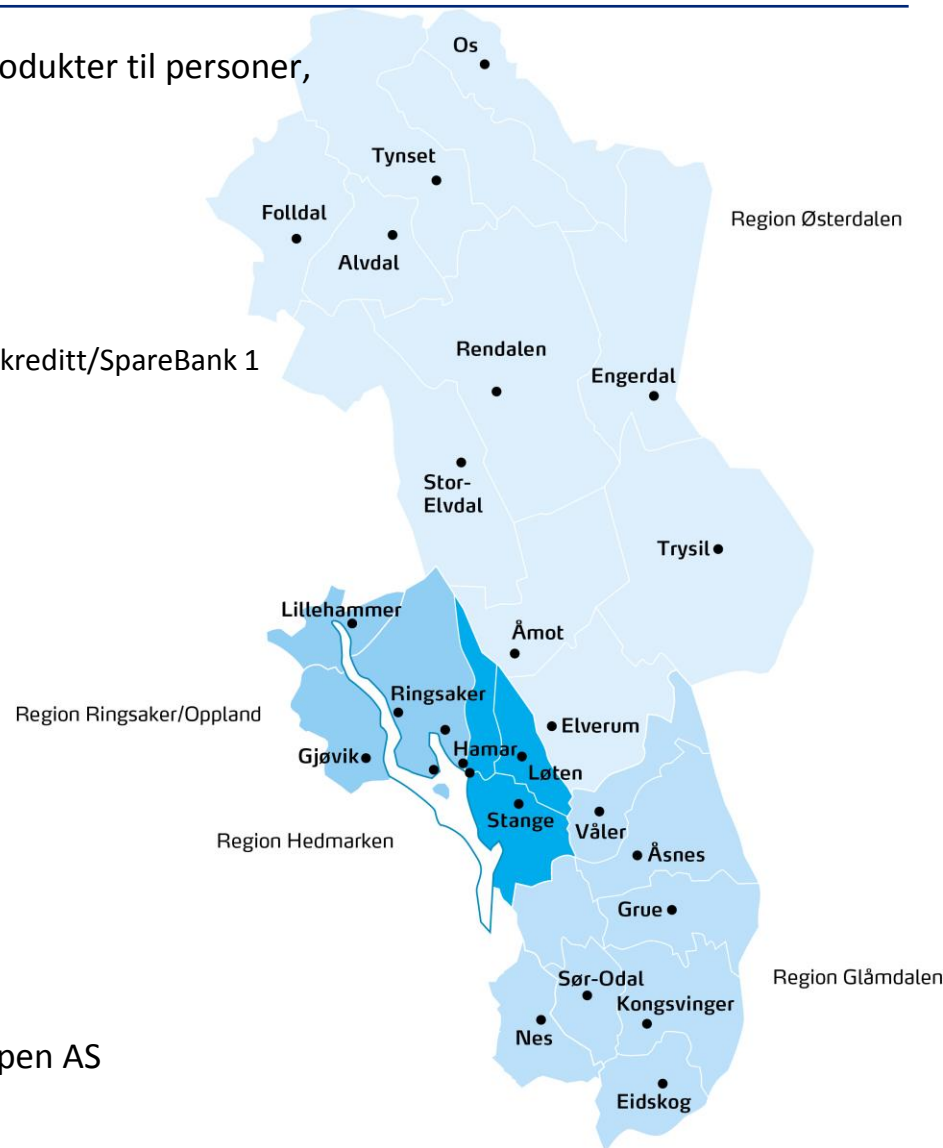 Os
odukter til personer,
Tynset
Folldal
Region Østerdalen
Alvdal
Rendalen
kreditt/SpareBank 1
Engerdal
Stor-
Elvdal
Trysil
Lillehammer
Åmot
Ringsaker
Region Ringsaker/Oppland
Elverum
Hamar
Gjøvik
Løten
Stange
Våler
Region Hedmarken
Åsnes
Grue
Region Glåmdalen
Sør-Odal
Kongsvinger
Nes
pen AS
Eidskog